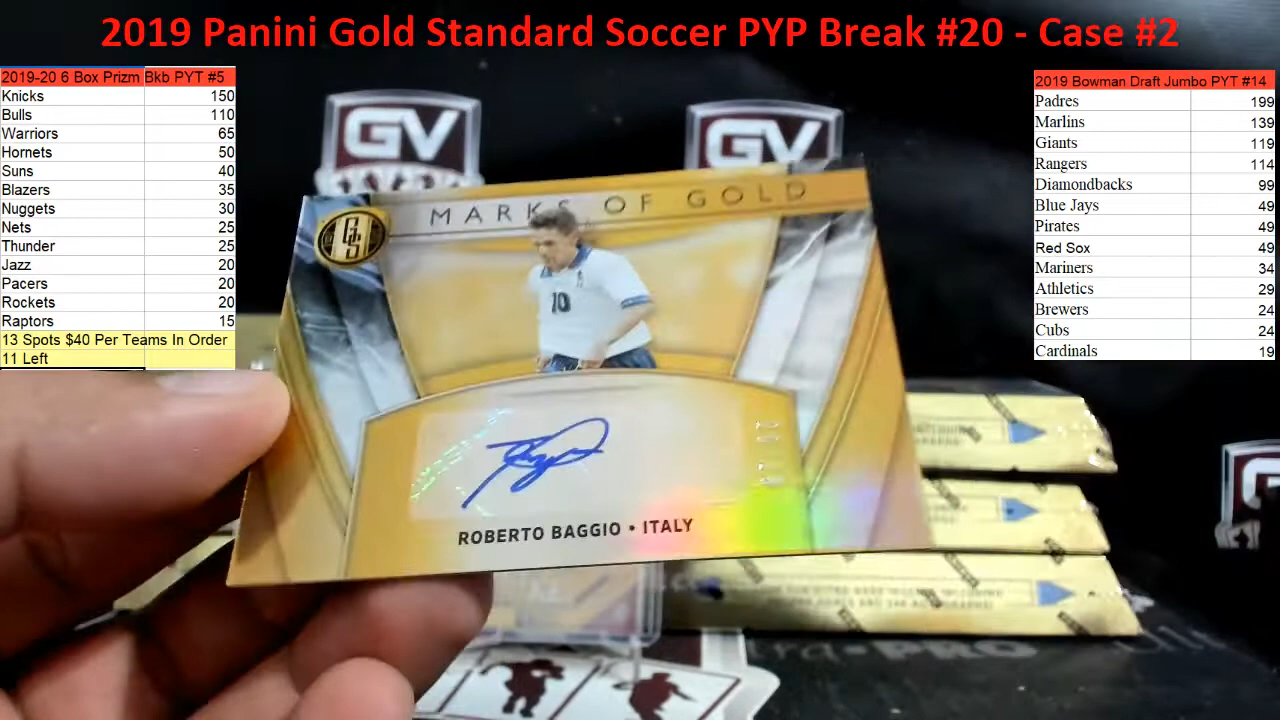 2019 Panini Gold Standard Soccer PYP Break #20 - Case #2
2019-20 6 Box Prizm Bkb PYT #5
Knicks 150
Bulls 110
Warriors 65
Hornets 50
Suns 40
Blazers 35
Nuggets 30
Nets 25
Thunder 25
Jazz 20
Pacers 20
Rockets 20
Raptors 15
13 Spots $40 Per Teams In Order
11 Left
2019 Bowman Draft Jumbo PYT #14
Padres 199
Marlins 139
Giants 119
Rangers 114
Diamondbacks 99
Blue Jays 49
Pirates 49
Red Sox 49
Mariners 34
Athletics 29
Brewers 24
Cubs 24
Cardinals 19
GV
GV
MARKS OF GOLD
GS
10
ROBERTO BAGGIO • ITALY
PRO